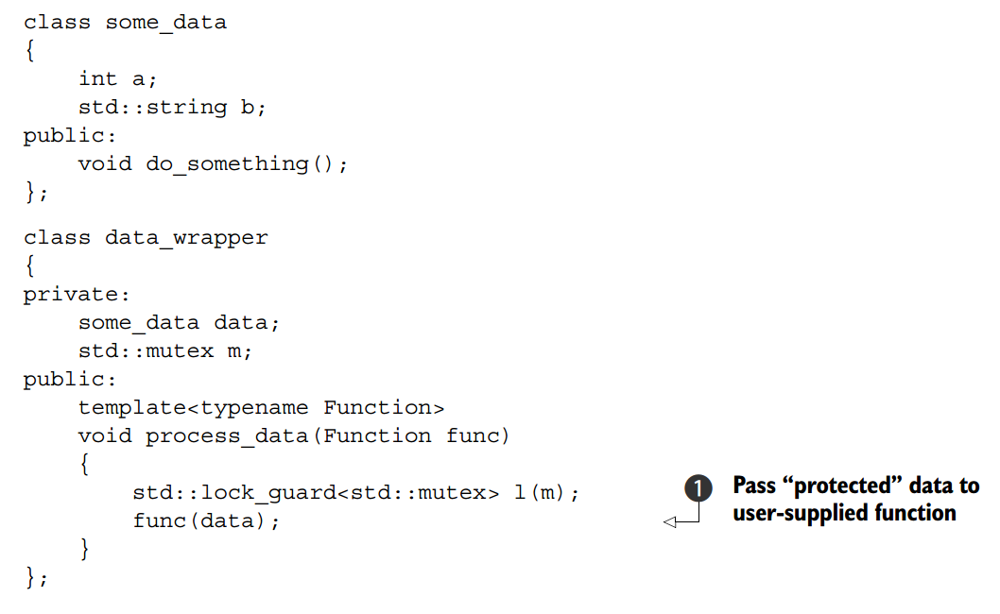 class some_data
{
    int a;
    std::string b;
public:
    void do_something();
};
class data_wrapper
{
private:
    some_data data;
    std::mutex m;
public:
    template<typename Function>
    void process_data(Function func)
    {
        std::lock_guard<std::mutex> l(m);
        func(data);
    }
};
1 Pass “protected” data to
user-supplied function